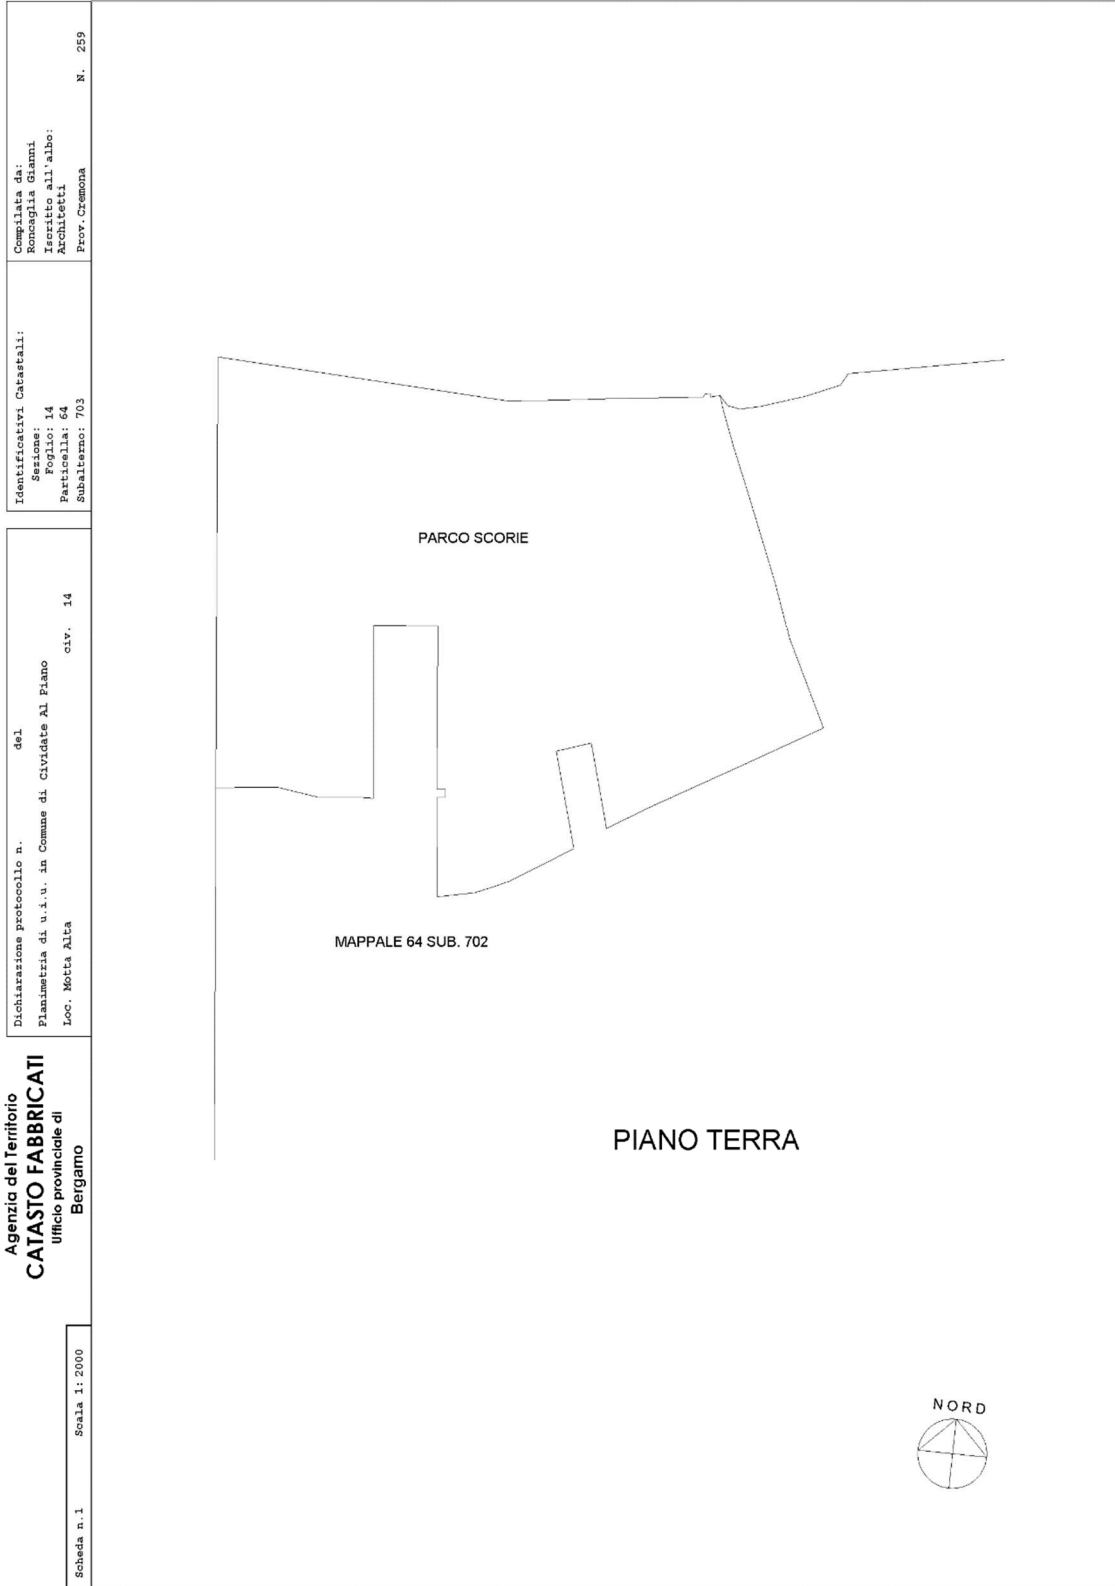 Agenzia del Territorio
CATASTO FABBRICATI
Ufficio provinciale di
Bergamo
Dichiarazione protocollo n. del
Planimetria di u.i.u. in Comune di Cividate Al Piano
Loc. Motta Alta civ. 14
Identificativi Catastali:
Sezione:
Foglio: 14
Particella: 64
Subalterno: 703
Compilata da:
Roncaglia Gianni
Iscritto all'albo:
Architetti
Prov. Cremona N. 259
Scheda n.1 Scala 1: 2000
PARCO SCORIE
MAPPALE 64 SUB. 702
PIANO TERRA
NORD